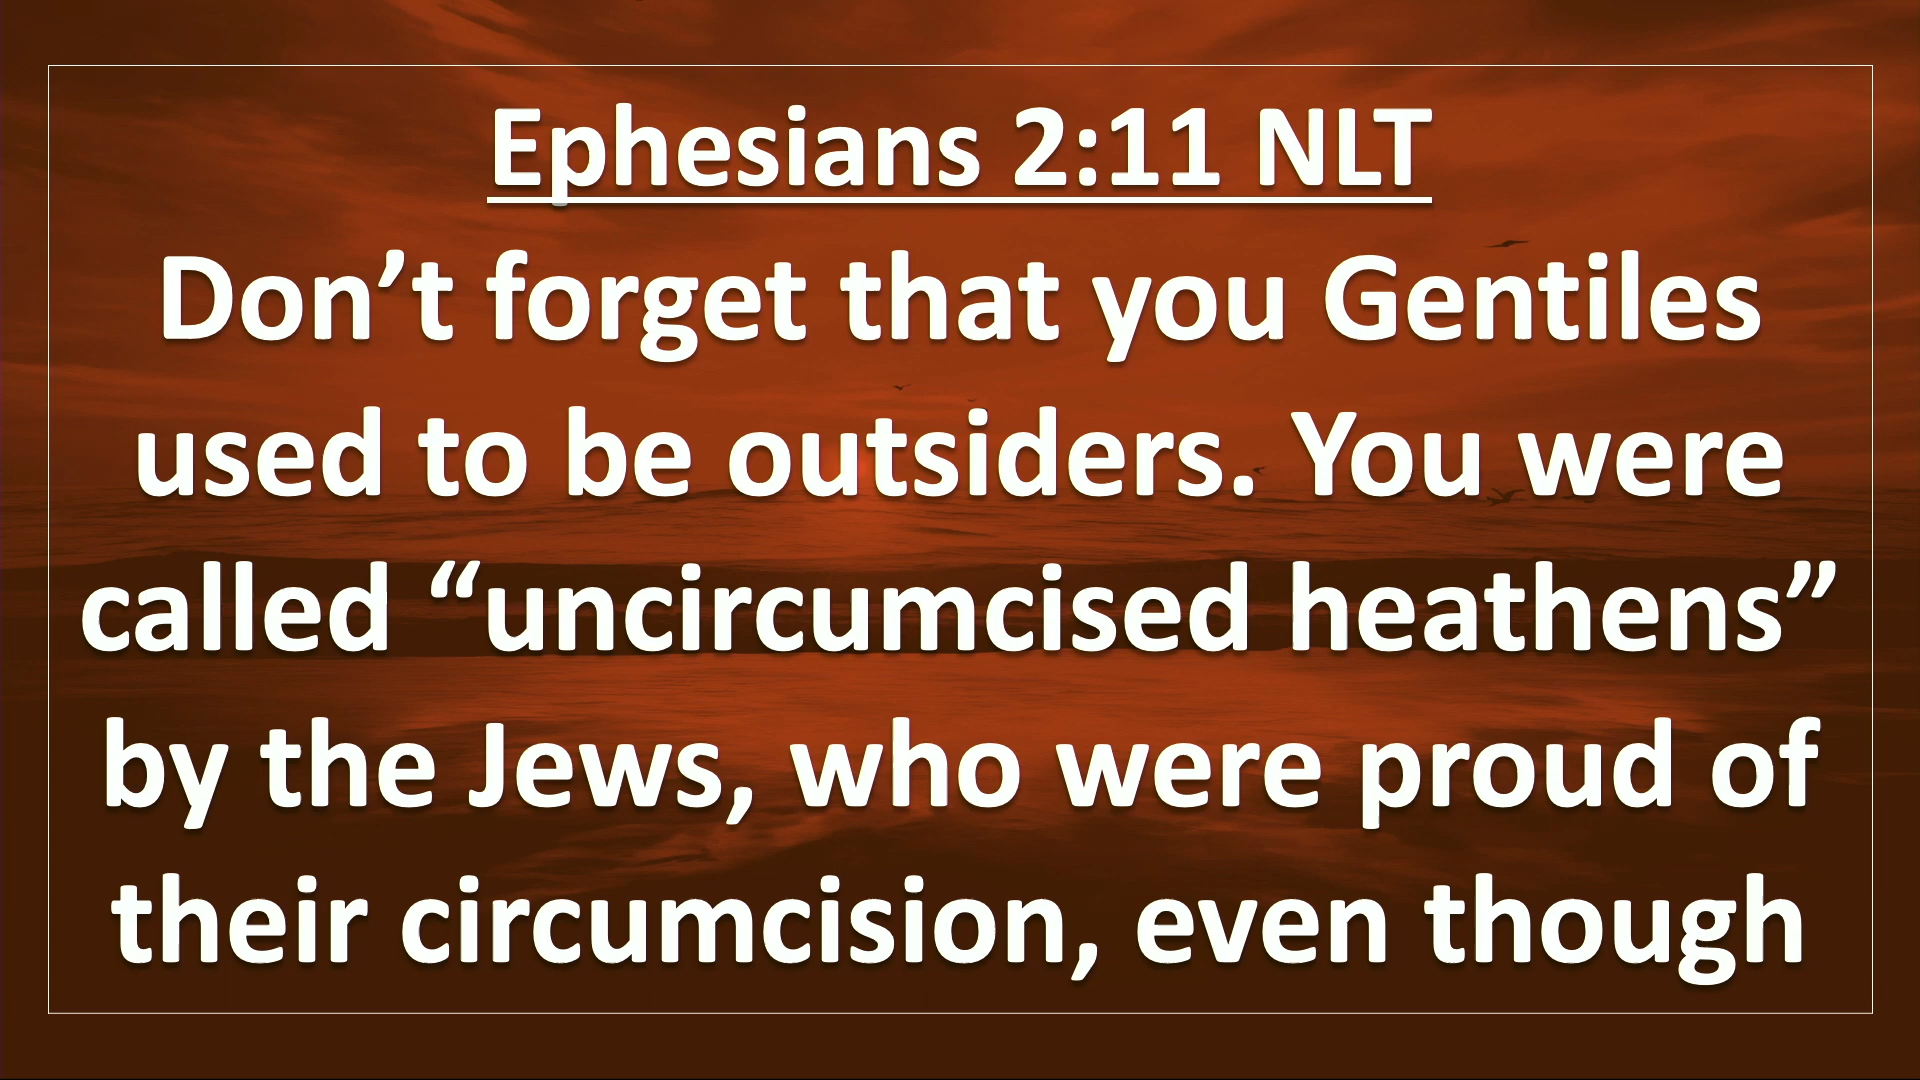 Ephesians 2:11 NLT
Don’t forget that you Gentiles
used to be outsiders. You were
called “uncircumcised heathens”
by the Jews, who were proud of
their circumcision, even though